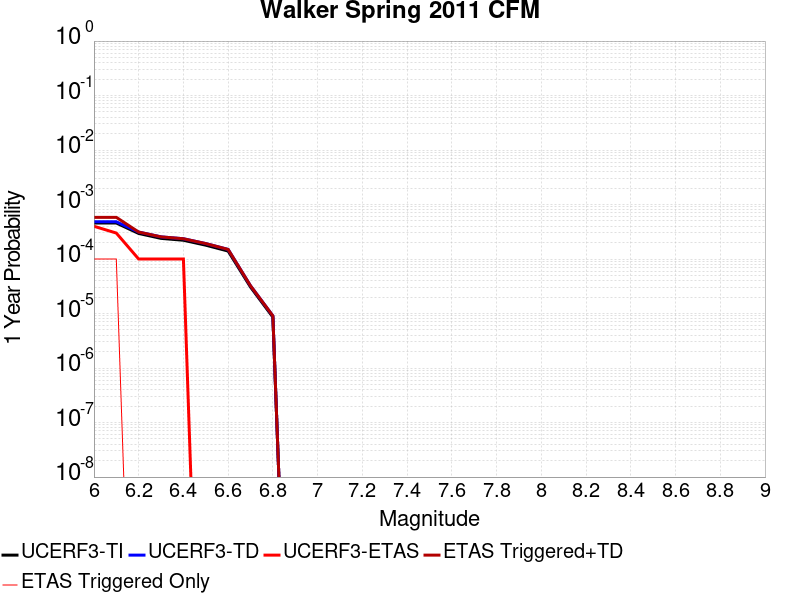 Walker Spring 2011 CFM
10^0
10^-1
10^-2
10^-3
10^-4
10^-5
10^-6
10^-7
10^-8
1 Year Probability
6 6.2 6.4 6.6 6.8 7 7.2 7.4 7.6 7.8 8 8.2 8.4 8.6 8.8 9
Magnitude
UCERF3-TI UCERF3-TD UCERF3-ETAS ETAS Triggered+TD
ETAS Triggered Only